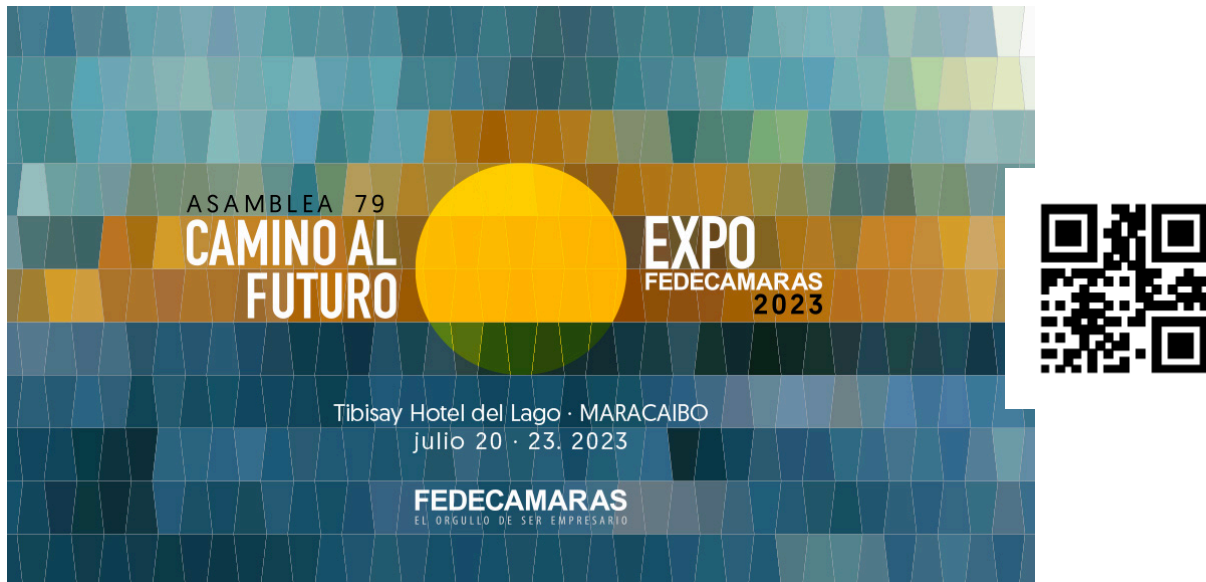 ASAMBLEA 79
CAMINO AL
FUTURO
EXPO
FEDECAMARAS
2023
Tibisay Hotel del Lago · MARACAIBO
julio 20 · 23. 2023
FEDECAMARAS
EL ORGULLO DE SER EMPRESARIO